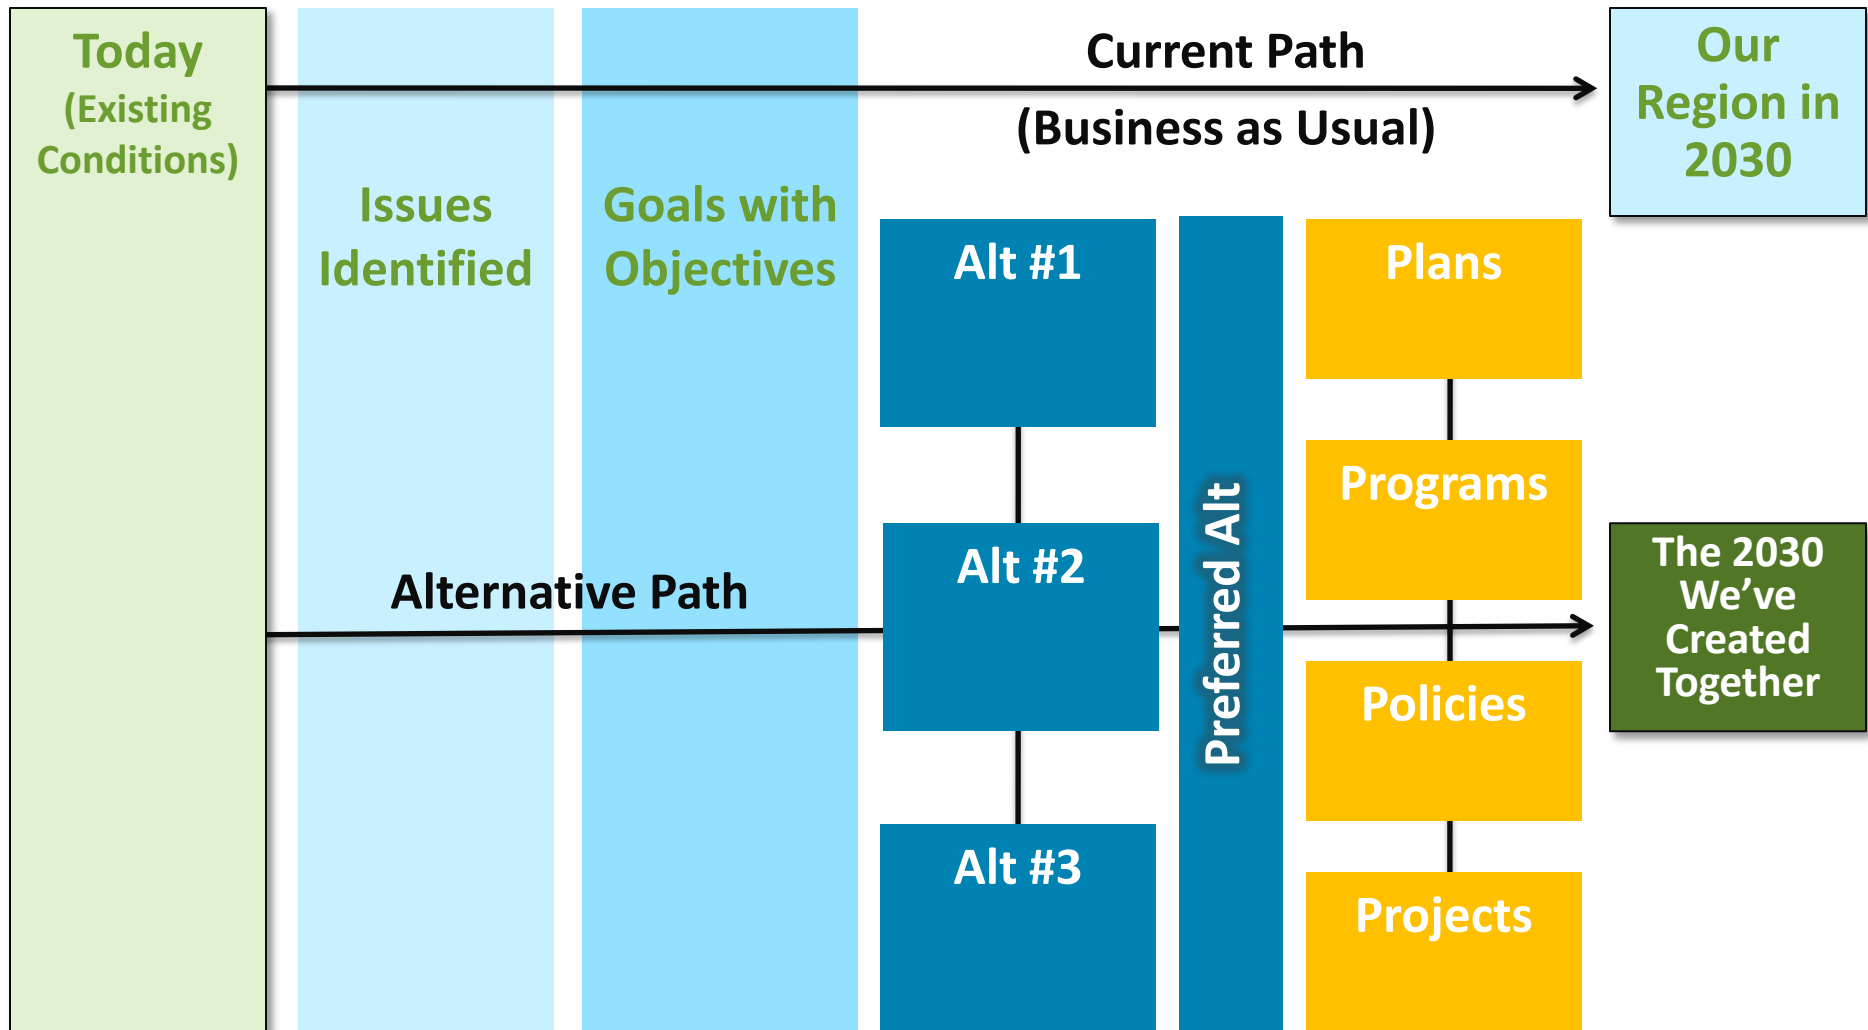 Today
(Existing
Conditions)
Issues
Identified
Goals with
Objectives
Current Path
(Business as Usual)
Our
Region in
2030
Alternative Path
Alt #1
Alt #2
Alt #3
Preferred Alt
Plans
Programs
Policies
Projects
The 2030
We’ve
Created
Together